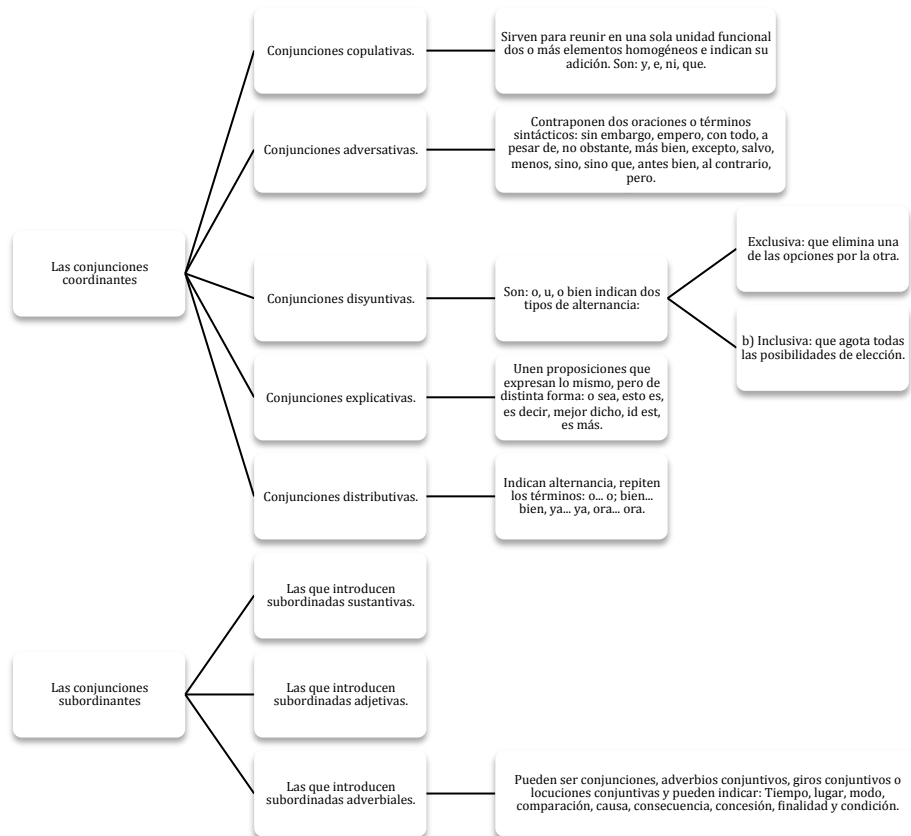 Conjunciones copulativas.
Sirven para reunir en una sola unidad funcional
dos o más elementos homogéneos e indican su
adición. Son: y, e, ni, que.
Conjunciones adversativas.
Contraponen dos oraciones o términos
sintácticos: sin embargo, empero, con todo, a
pesar de, no obstante, más bien, excepto, salvo,
menos, sino, sino que, antes bien, al contrario,
pero.
Las conjunciones
coordinantes
Conjunciones disyuntivas.
Son: o, u, o bien indican dos
tipos de alternancia:
Exclusiva: que elimina una
de las opciones por la otra.
b) Inclusiva: que agota todas
las posibilidades de elección.
Conjunciones explicativas.
Unen proposiciones que
expresan lo mismo, pero de
distinta forma: o sea, esto es,
es decir, mejor dicho, id est,
es más.
Conjunciones distributivas.
Indican alternancia, repiten
los términos: o... o; bien...
bien, ya... ya, ora... ora.
Las conjunciones
subordinantes
Las que introducen
subordinadas sustantivas.
Las que introducen
subordinadas adjetivas.
Las que introducen
subordinadas adverbiales.
Pueden ser conjunciones, adverbios conjuntivos, giros conjuntivos o
locuciones conjuntivas y pueden indicar: Tiempo, lugar, modo,
comparación, causa, consecuencia, concesión, finalidad y condición.